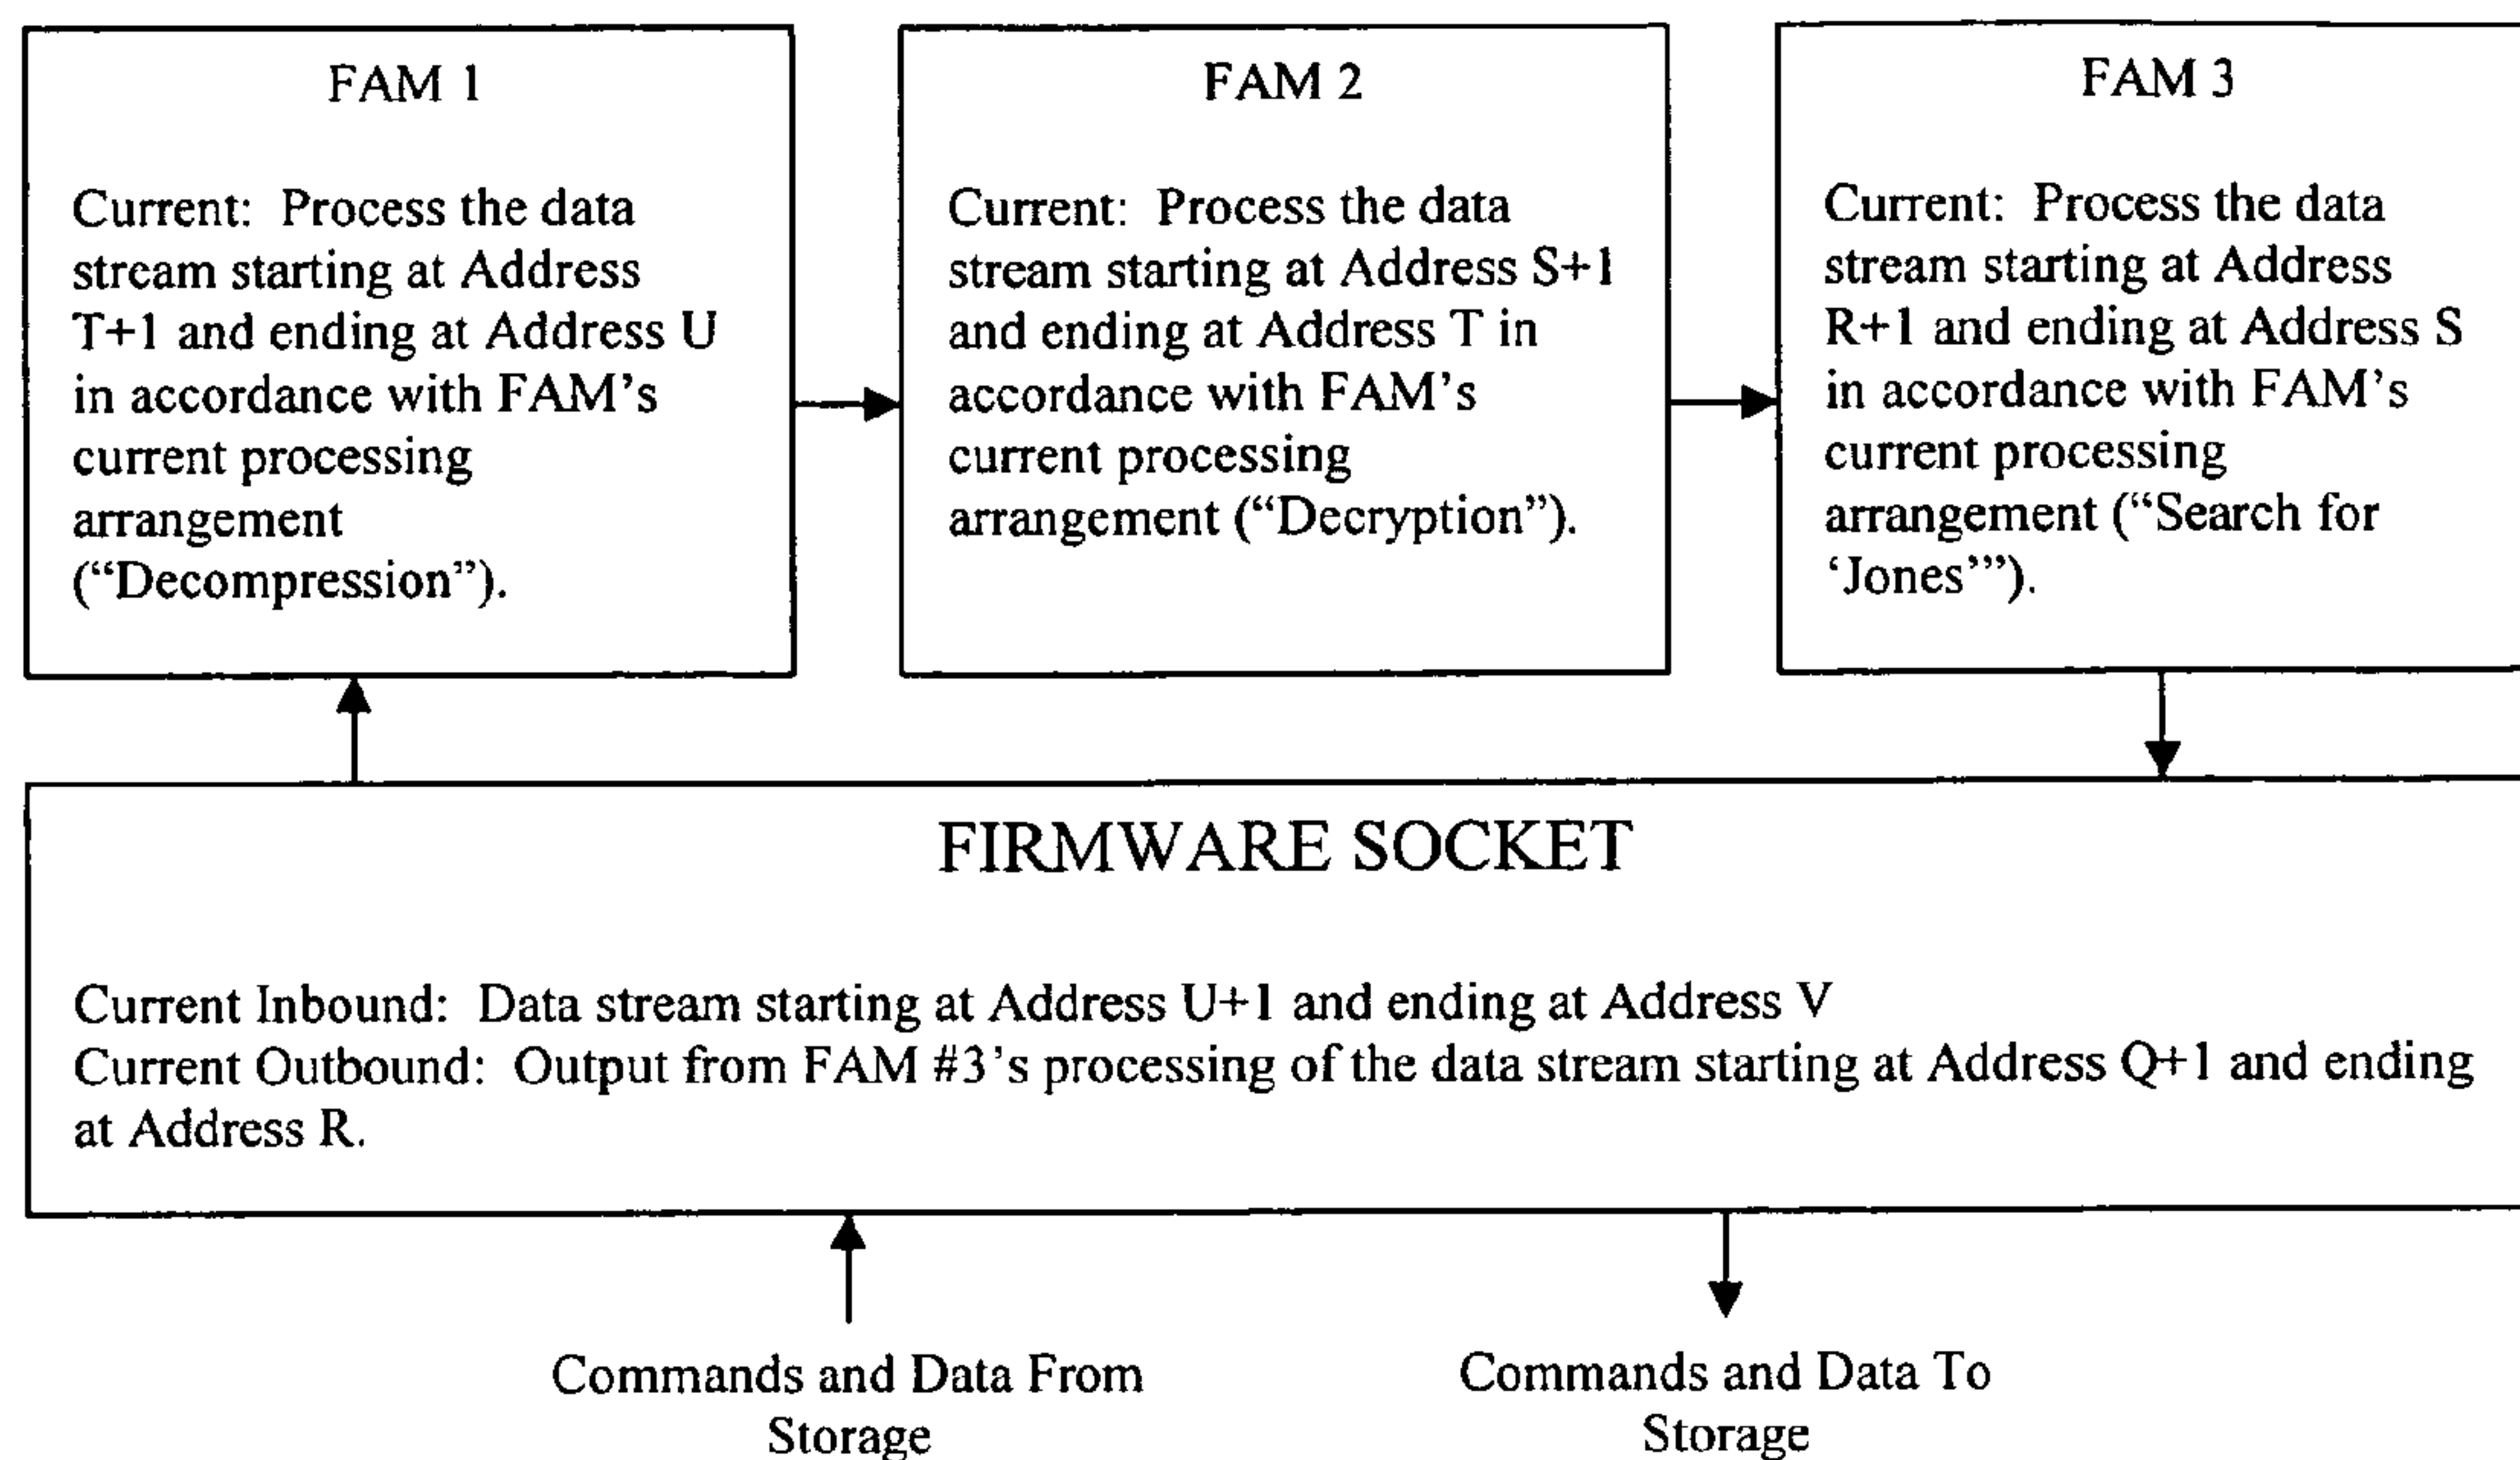 FAM 1
Current: Process the data
stream starting at Address
T+1 and ending at Address U
in accordance with FAM's
current processing
arrangement
(“Decompression”).
FAM 2
Current: Process the data
stream starting at Address S+1
and ending at Address T in
accordance with FAM's
current processing
arrangement (“Decryption”).
FAM 3
Current: Process the data
stream starting at Address
R+1 and ending at Address S
in accordance with FAM's
current processing
arrangement (“Search for
‘Jones’”).
FIRMWARE SOCKET
Current Inbound: Data stream starting at Address U+1 and ending at Address V
Current Outbound: Output from FAM #3's processing of the data stream starting at Address Q+1 and ending
at Address R.
Commands and Data From
Storage
Commands and Data To
Storage